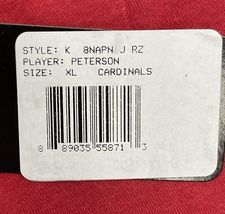 STYLE: K 8NAPN J RZ
PLAYER: PETERSON
SIZE: XL CARDINALS
8 89035 55871 3